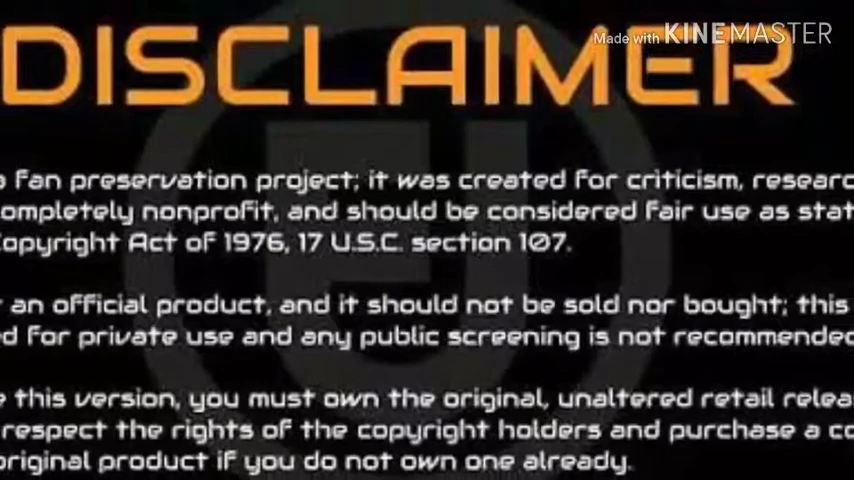 DISCLAIMER
Made with KINEMASTER
fan preservation project; it was created for criticism, researc
ompletely nonprofit, and should be considered fair use as stat
opyright Act of 1976, 17 U.S.C. section 107.
an official product, and it should not be sold nor bought; this
ed for private use and any public screening is not recommended
this version, you must own the original, unaltered retail relea
respect the rights of the copyright holders and purchase a co
original product if you do not own one already.